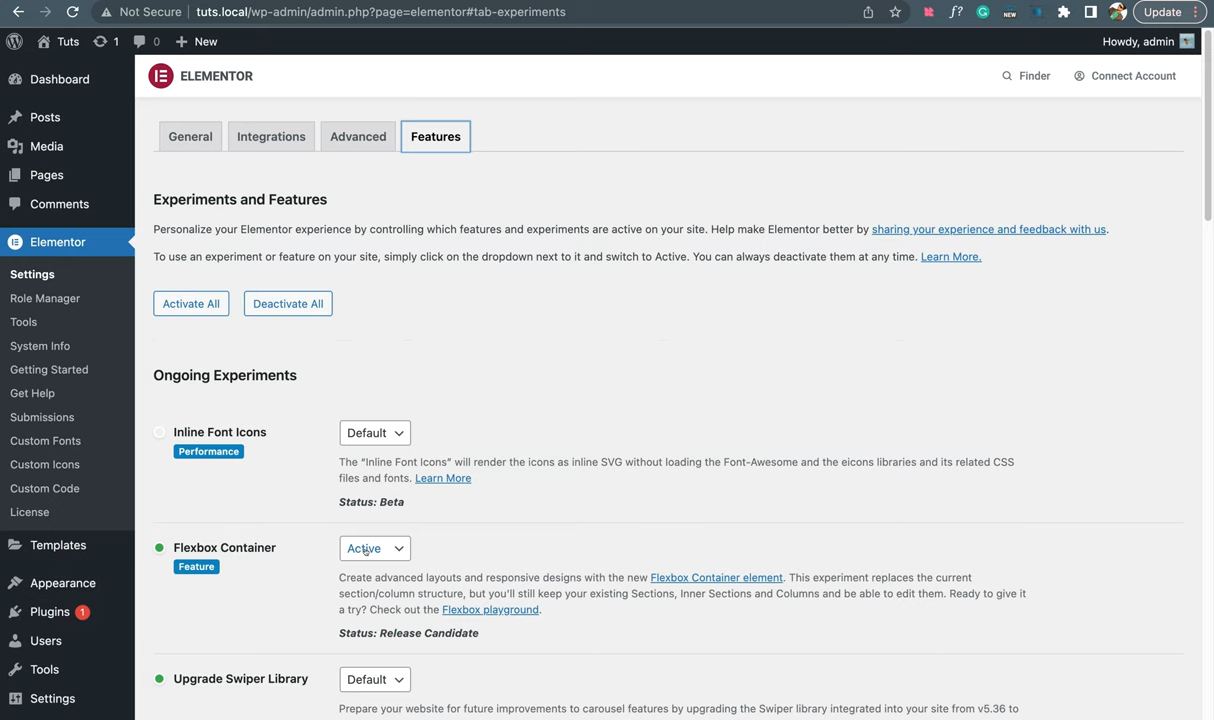 Not Secure | tuts.local/wp-admin/admin.php?page=elementor#tab-experiments
f?
NEW
Update
Tuts 1 0 New
Howdy, admin
Dashboard
Posts
Media
Pages
Comments
Elementor
Settings
Role Manager
Tools
System Info
Getting Started
Get Help
Submissions
Custom Fonts
Custom Icons
Custom Code
License
Templates
Appearance
Plugins 1
Users
Tools
Settings
ELEMENTOR
Finder
Connect Account
General Integrations Advanced Features
Experiments and Features
Personalize your Elementor experience by controlling which features and experiments are active on your site. Help make Elementor better by sharing your experience and feedback with us.
To use an experiment or feature on your site, simply click on the dropdown next to it and switch to Active. You can always deactivate them at any time. Learn More.
Activate All Deactivate All
Ongoing Experiments
Inline Font Icons
Performance
Default
The “Inline Font Icons” will render the icons as inline SVG without loading the Font-Awesome and the eicons libraries and its related CSS
files and fonts. Learn More
Status: Beta
Flexbox Container
Feature
Active
Create advanced layouts and responsive designs with the new Flexbox Container element. This experiment replaces the current
section/column structure, but you'll still keep your existing Sections, Inner Sections and Columns and be able to edit them. Ready to give it
a try? Check out the Flexbox playground.
Status: Release Candidate
Upgrade Swiper Library
Default
Prepare your website for future improvements to carousel features by upgrading the Swiper library integrated into your site from v5.36 to